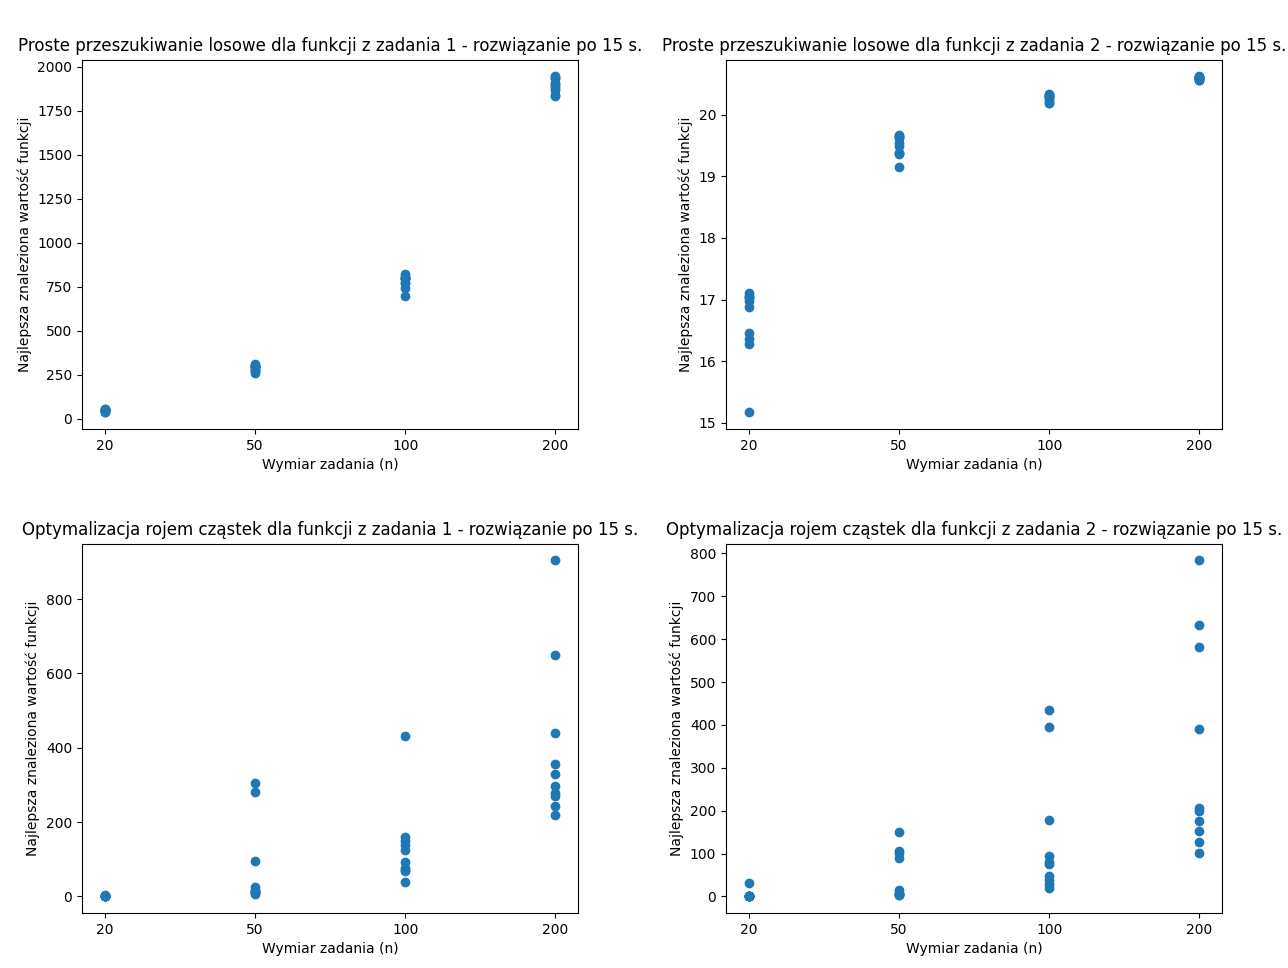 Proste przeszukiwanie losowe dla funkcji z zadania 1 - rozwiązanie po 15 s.
Najlepsza znaleziona wartość funkcji
2000
1750
1500
1250
1000
750
500
250
0
20 50 100 200
Wymiar zadania (n)
Proste przeszukiwanie losowe dla funkcji z zadania 2 - rozwiązanie po 15 s.
Najlepsza znaleziona wartość funkcji
20
19
18
17
16
15
20 50 100 200
Wymiar zadania (n)
Optymalizacja rojem cząstek dla funkcji z zadania 1 - rozwiązanie po 15 s.
Najlepsza znaleziona wartość funkcji
800
600
400
200
0
20 50 100 200
Wymiar zadania (n)
Optymalizacja rojem cząstek dla funkcji z zadania 2 - rozwiązanie po 15 s.
Najlepsza znaleziona wartość funkcji
800
700
600
500
400
300
200
100
0
20 50 100 200
Wymiar zadania (n)